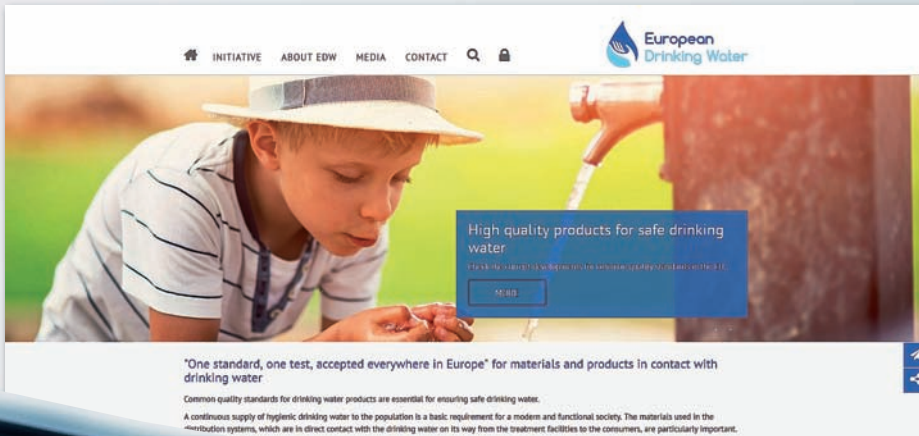 INITIATIVE ABOUT EDW MEDIA CONTACT
European
Drinking Water
High quality products for safe drinking
water
MORE
"One standard, one test, accepted everywhere in Europe" for materials and products in contact with
drinking water
Common quality standards for drinking water products are essential for ensuring safe drinking water.
A continuous supply of hygienic drinking water to the population is a basic requirement for a modern and functional society. The materials used in the
distribution systems, which are in direct contact with the drinking water on its way from the treatment facilities to the consumers, are particularly important.